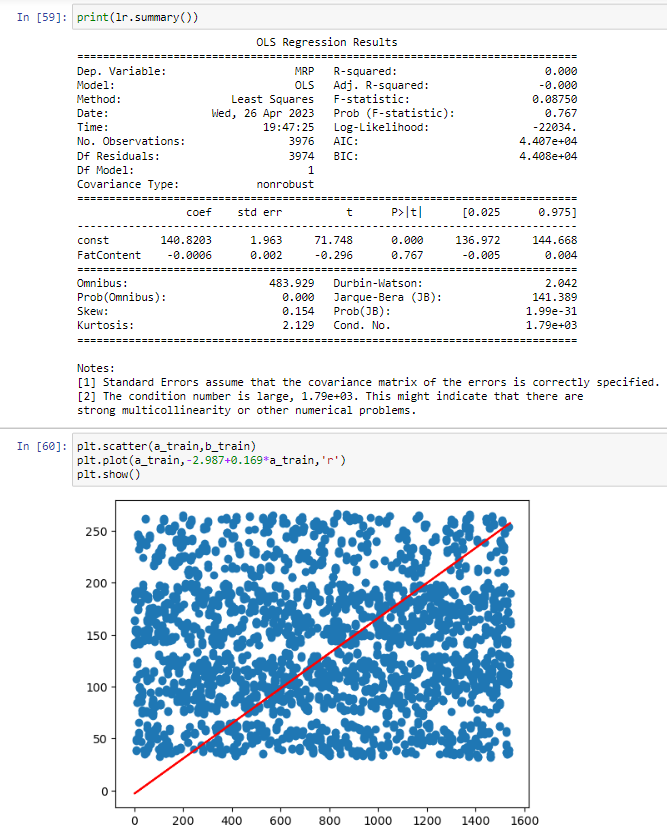 In [59]: print(lr.summary())
OLS Regression Results
==============================================================================
Dep. Variable: MRP R-squared: 0.000
Model: OLS Adj. R-squared: -0.000
Method: Least Squares F-statistic: 0.08750
Date: Wed, 26 Apr 2023 Prob (F-statistic): 0.767
Time: 19:47:25 Log-Likelihood: -22034.
No. Observations: 3976 AIC: 4.407e+04
Df Residuals: 3974 BIC: 4.408e+04
Df Model: 1
Covariance Type: nonrobust
==============================================================================
coef std err t P>|t| [0.025 0.975]
------------------------------------------------------------------------------
const 140.8203 1.963 71.748 0.000 136.972 144.668
FatContent -0.0006 0.002 -0.296 0.767 -0.005 0.004
==============================================================================
Omnibus: 483.929 Durbin-Watson: 2.042
Prob(Omnibus): 0.000 Jarque-Bera (JB): 141.389
Skew: 0.154 Prob(JB): 1.99e-31
Kurtosis: 2.129 Cond. No. 1.79e+03
==============================================================================
Notes:
[1] Standard Errors assume that the covariance matrix of the errors is correctly specified.
[2] The condition number is large, 1.79e+03. This might indicate that there are
strong multicollinearity or other numerical problems.
In [60]: plt.scatter(a_train,b_train)
plt.plot(a_train,-2.987+0.169*a_train,'r')
plt.show()
250
200
150
100
50
0
0 200 400 600 800 1000 1200 1400 1600